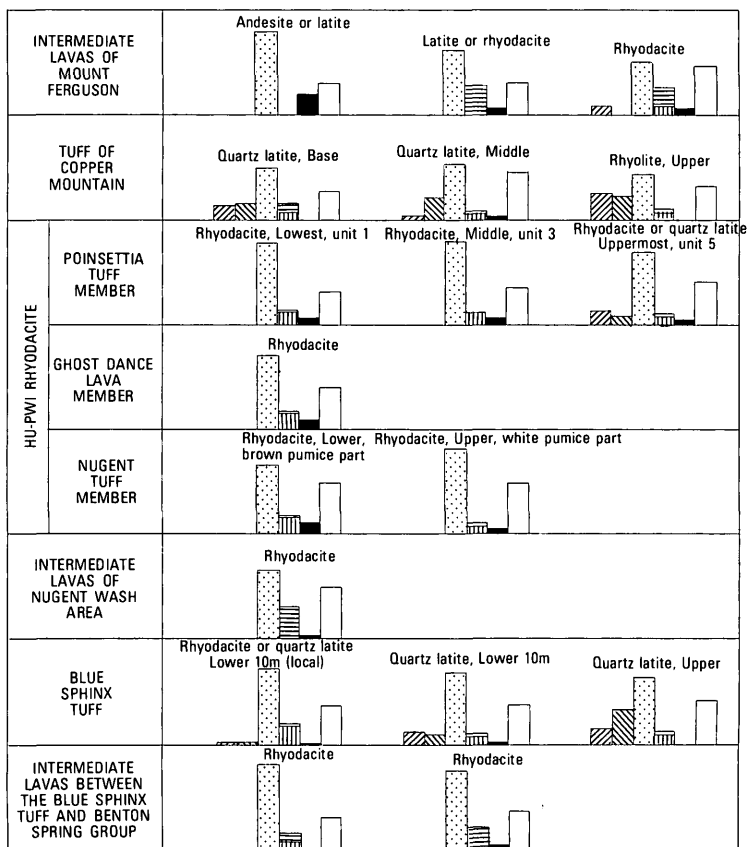 INTERMEDIATE
LAVAS OF
MOUNT
FERGUSON
Andesite or latite
Latite or rhyodacite
Rhyodacite
TUFF OF
COPPER
MOUNTAIN
Quartz latite, Base
Quartz latite, Middle
Rhyolite, Upper
HU-PWI RHYODACITE
POINSETTIA
TUFF
MEMBER
Rhyodacite, Lowest, unit 1
Rhyodacite, Middle, unit 3
Rhyodacite or quartz latite
Uppermost, unit 5
GHOST DANCE
LAVA
MEMBER
Rhyodacite
NUGENT
TUFF
MEMBER
Rhyodacite, Lower,
brown pumice part
Rhyodacite, Upper, white pumice part
INTERMEDIATE
LAVAS OF
NUGENT WASH
AREA
Rhyodacite
BLUE
SPHINX
TUFF
Rhyodacite or quartz latite
Lower 10m (local)
Quartz latite, Lower 10m
Quartz latite, Upper
INTERMEDIATE
LAVAS BETWEEN
THE BLUE SPHINX
TUFF AND BENTON
SPRING GROUP
Rhyodacite
Rhyodacite